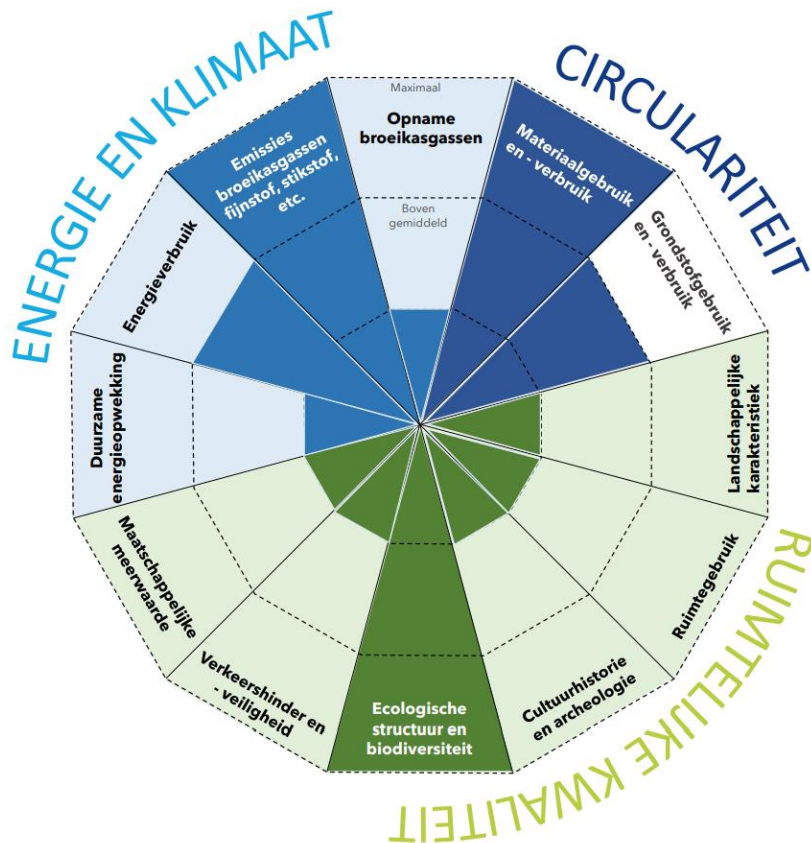 ENERGIE EN KLIMAAT
CIRCULARITEIT
RUIMTELIJKE KWALITEIT
Maximaal
Opname
broeikasgassen
Boven
gemiddeld
Materiaalgebruik
en - verbruik
Grondstofgebruik
en - verbruik
Landschappelijke
karakteristiek
Ruimtegebruik
Cultuurhistorie
en archeologie
Ecologische
structuur en
biodiversiteit
Verkeershinder en
- veiligheid
Maatschappelijke
meerwaarde
Duurzame
energieopwekking
Energieverbruik
Emissies
broeikasgassen
fijnstof, stikstof,
etc.